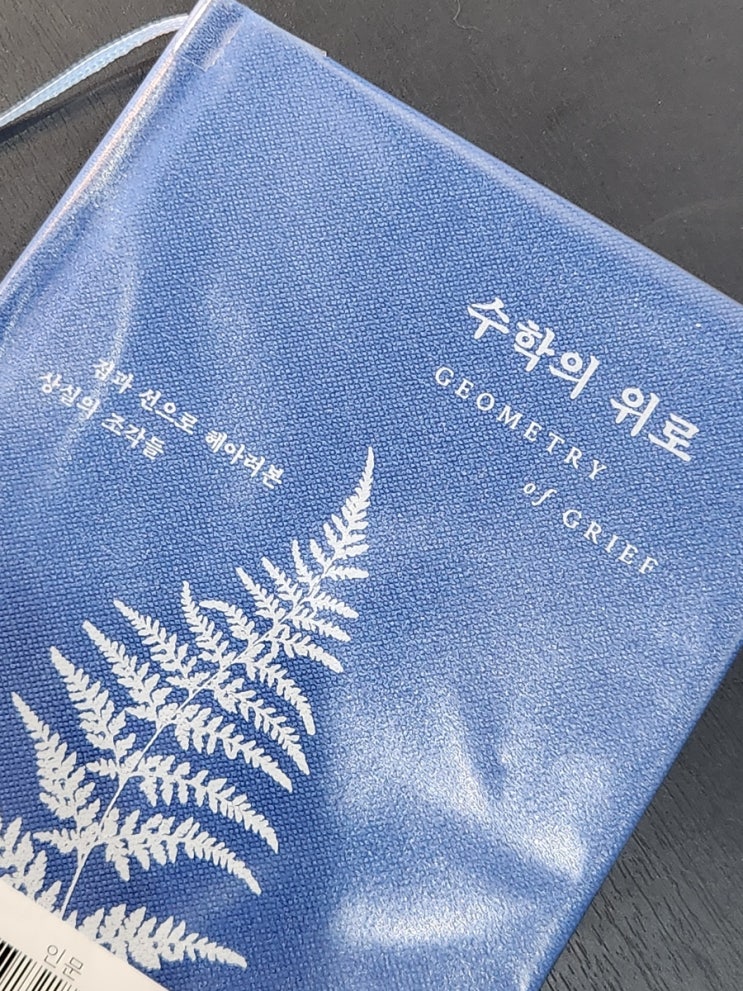 수학의 위로
GEOMETRY
of GRIEF
점과 선으로 헤아려본
상실의 조각들
인문